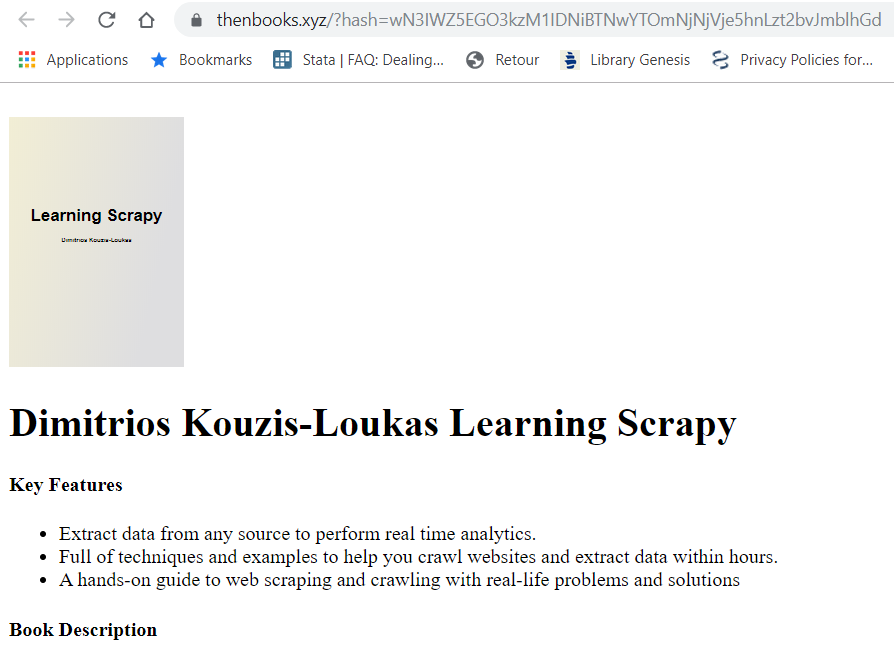 thenbooks.xyz/?hash=wN3IWZ5EGO3kzM1IDNiBTNwYTOmNjNjVje5hnLzt2bvJmblhGd
Applications Bookmarks Stata | FAQ: Dealing... Retour Library Genesis Privacy Policies for...
Learning Scrapy
Dimitrios Kouzis-Loukas
Dimitrios Kouzis-Loukas Learning Scrapy
Key Features
• Extract data from any source to perform real time analytics.
• Full of techniques and examples to help you crawl websites and extract data within hours.
• A hands-on guide to web scraping and crawling with real-life problems and solutions
Book Description